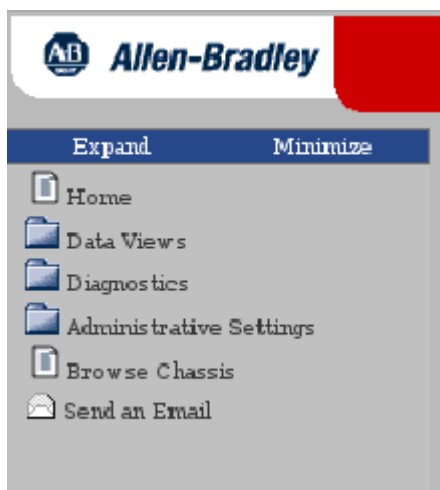 AB
Allen-Bradley
Expand Minimize
Home
Data Views
Diagnostics
Administrative Settings
Browse Chassis
Send an Email